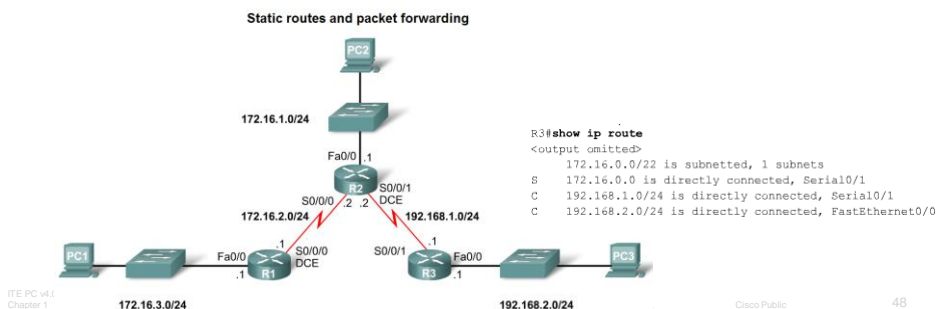 Static routes and packet forwarding
PC2
172.16.1.0/24
Fa0/0 .1
R2
S0/0/0 .2 .2 S0/0/1
DCE
172.16.2.0/24
192.168.1.0/24
.1 S0/0/0
DCE
S0/0/1 .1
PC1
Fa0/0 .1
R1
R3
Fa0/0 .1
PC3
172.16.3.0/24
192.168.2.0/24
R3#show ip route
<output omitted>
172.16.0.0/22 is subnetted, 1 subnets
S 172.16.0.0 is directly connected, Serial0/1
C 192.168.1.0/24 is directly connected, Serial0/1
C 192.168.2.0/24 is directly connected, FastEthernet0/0
ITE PC v4.
Chapter 1
Cisco Public
48